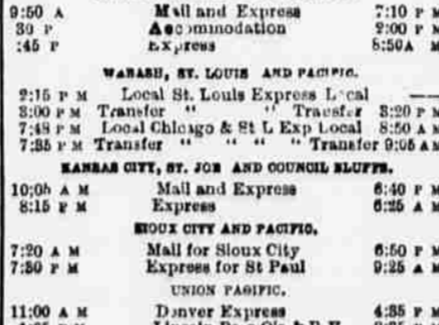 9:50 A Mail and Express 7:10 P M
30 P Accommodation 2:00 P M
:45 P Express 8:50A M
WABASH, ST. LOUIS AND PACIFIC.
2:15 P M Local St. Louis Express Local
3:00 P M Transfer " " Transfer 3:20 P M
7:48 P M Local Chicago & St L Exp Local 8:50 A M
7:35 P M Transfer " " " " Transfer 9:05 A M
KANSAS CITY, ST. JOE AND COUNCIL BLUFFS.
10;05 A M Mail and Express 6:40 P M
8:15 P M Express 6:25 A M
SIOUX CITY AND PACIFIC.
7:20 A M Mail for Sioux City 6:50 P M
7:50 P M Express for St Paul 9:25 A M
UNION PACIFIC.
11:00 A M Denver Express 4:35 P M